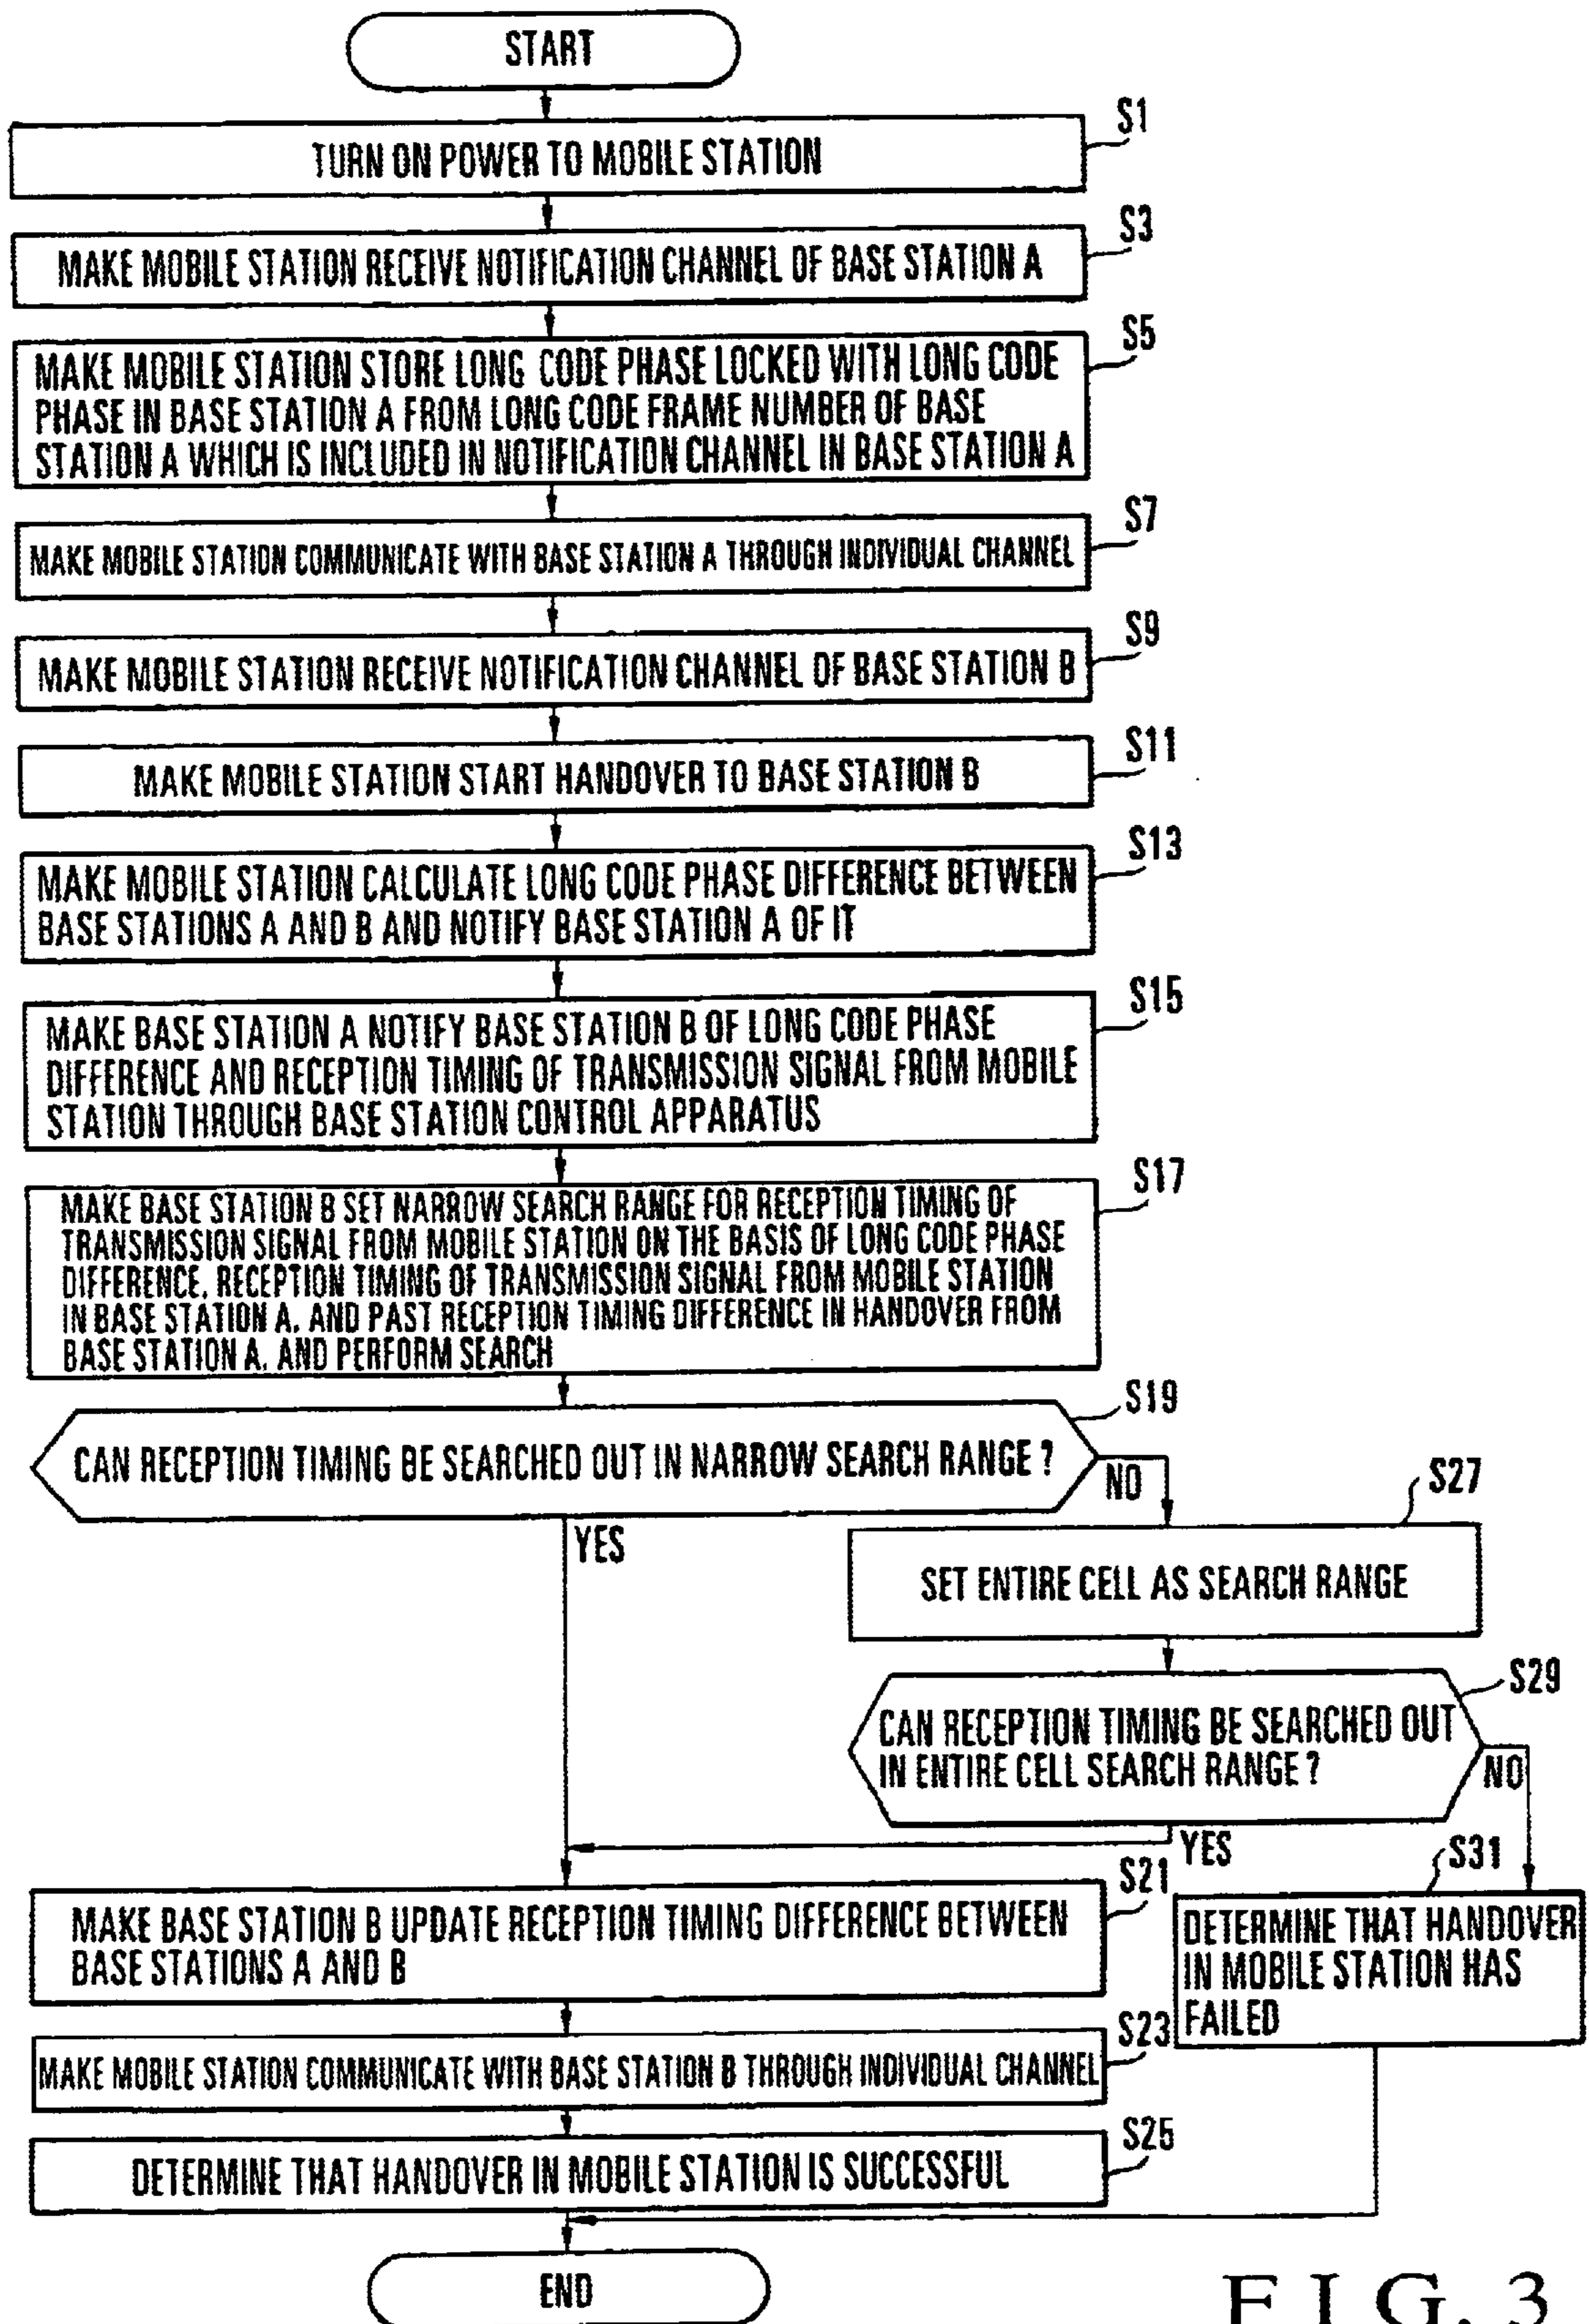 START
S1
TURN ON POWER TO MOBILE STATION
S3
MAKE MOBILE STATION RECEIVE NOTIFICATION CHANNEL OF BASE STATION A
S5
MAKE MOBILE STATION STORE LONG CODE PHASE LOCKED WITH LONG CODE
PHASE IN BASE STATION A FROM LONG CODE FRAME NUMBER OF BASE
STATION A WHICH IS INCLUDED IN NOTIFICATION CHANNEL IN BASE STATION A
S7
MAKE MOBILE STATION COMMUNICATE WITH BASE STATION A THROUGH INDIVIDUAL CHANNEL
S9
MAKE MOBILE STATION RECEIVE NOTIFICATION CHANNEL OF BASE STATION B
S11
MAKE MOBILE STATION START HANDOVER TO BASE STATION B
S13
MAKE MOBILE STATION CALCULATE LONG CODE PHASE DIFFERENCE BETWEEN
BASE STATIONS A AND B AND NOTIFY BASE STATION A OF IT
S15
MAKE BASE STATION A NOTIFY BASE STATION B OF LONG CODE PHASE
DIFFERENCE AND RECEPTION TIMING OF TRANSMISSION SIGNAL FROM MOBILE
STATION THROUGH BASE STATION CONTROL APPARATUS
S17
MAKE BASE STATION B SET NARROW SEARCH RANGE FOR RECEPTION TIMING OF
TRANSMISSION SIGNAL FROM MOBILE STATION ON THE BASIS OF LONG CODE PHASE
DIFFERENCE, RECEPTION TIMING OF TRANSMISSION SIGNAL FROM MOBILE STATION
IN BASE STATION A, AND PAST RECEPTION TIMING DIFFERENCE IN HANDOVER FROM
BASE STATION A, AND PERFORM SEARCH
S19
CAN RECEPTION TIMING BE SEARCHED OUT IN NARROW SEARCH RANGE ?
NO
YES
S27
SET ENTIRE CELL AS SEARCH RANGE
S29
CAN RECEPTION TIMING BE SEARCHED OUT
IN ENTIRE CELL SEARCH RANGE ?
NO
YES
S31
DETERMINE THAT HANDOVER
IN MOBILE STATION HAS
FAILED
S21
MAKE BASE STATION B UPDATE RECEPTION TIMING DIFFERENCE BETWEEN
BASE STATIONS A AND B
S23
MAKE MOBILE STATION COMMUNICATE WITH BASE STATION B THROUGH INDIVIDUAL CHANNEL
S25
DETERMINE THAT HANDOVER IN MOBILE STATION IS SUCCESSFUL
END
FIG. 3